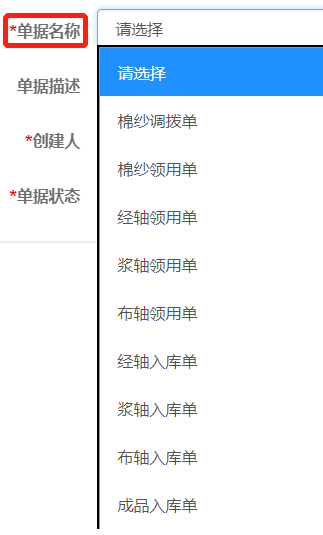 *单据名称 请选择
请选择
单据描述
棉纱调拨单
*创建人
棉纱领用单
*单据状态
经轴领用单
浆轴领用单
布轴领用单
经轴入库单
浆轴入库单
布轴入库单
成品入库单